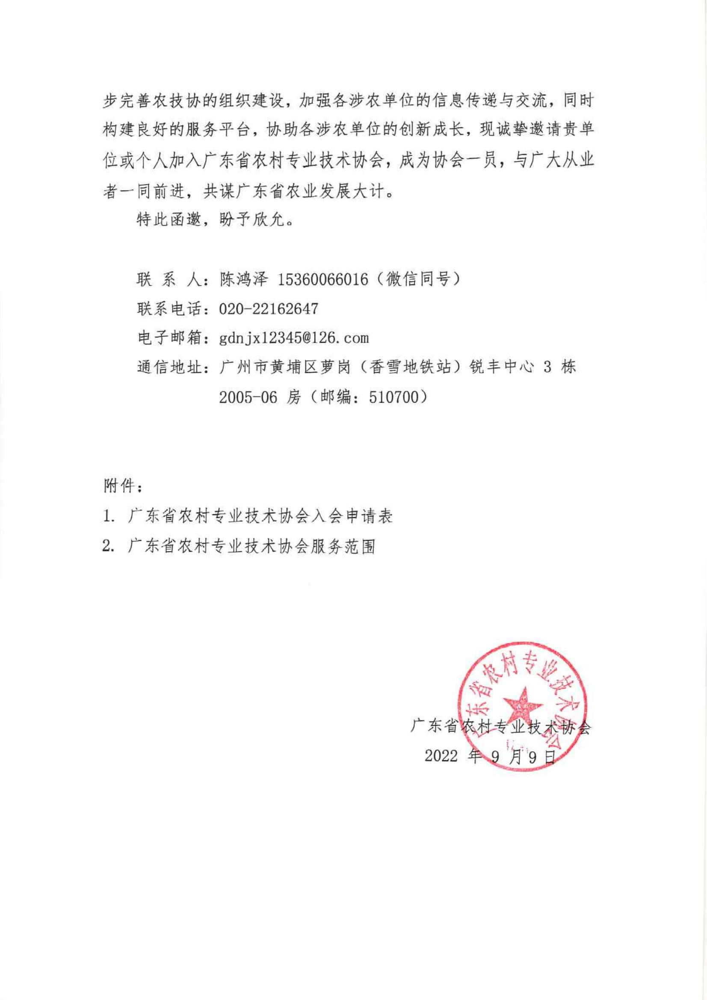 步完善农技协的组织建设，加强各涉农单位的信息传递与交流，同时
构建良好的服务平台，协助各涉农单位的创新成长，现诚挚邀请贵单
位或个人加入广东省农村专业技术协会，成为协会一员，与广大从业
者一同前进，共谋广东省农业发展大计。
特此函邀，盼予欣允。
联 系 人：陈鸿泽 15360066016（微信同号）
联系电话：020-22162647
电子邮箱：gdnjx12345@126.com
通信地址：广州市黄埔区萝岗（香雪地铁站）锐丰中心 3 栋
2005-06 房（邮编：510700）
附件：
1. 广东省农村专业技术协会入会申请表
2. 广东省农村专业技术协会服务范围
广东省农村专业技术协会
广东省农村专业技术协会
2022 年 9 月 9 日